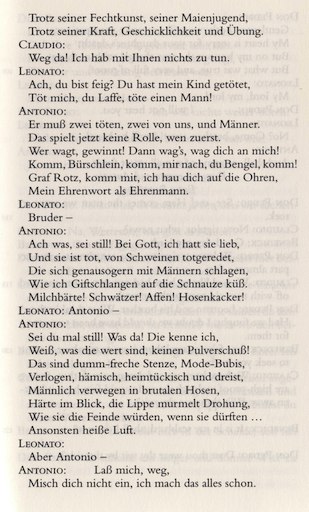 Trotz seiner Fechtkunst, seiner Maienjugend,
Trotz seiner Kraft, Geschicklichkeit und Übung.
CLAUDIO:
Weg da! Ich hab mit Ihnen nichts zu tun.
LEONATO:
Ach, du bist feig? Du hast mein Kind getötet,
Töt mich, du Laffe, töte einen Mann!
ANTONIO:
Er muß zwei töten, zwei von uns, und Männer.
Das spielt jetzt keine Rolle, wen zuerst.
Wer wagt, gewinnt! Dann wag's, wag dich an mich!
Komm, Bürschlein, komm, mir nach, du Bengel, komm!
Graf Rotz, komm mit, ich hau dich auf die Ohren,
Mein Ehrenwort als Ehrenmann.
LEONATO:
Bruder –
ANTONIO:
Ach was, sei still! Bei Gott, ich hatt sie lieb,
Und sie ist tot, von Schweinen totgeredet,
Die sich genausogern mit Männern schlagen,
Wie ich Giftschlangen auf die Schnauze küß.
Milchbärte! Schwätzer! Affen! Hosenkacker!
LEONATO: Antonio –
ANTONIO:
Sei du mal still! Was da! Die kenne ich,
Weiß, was die wert sind, keinen Pulverschuß!
Das sind dumm-freche Stenze, Mode-Bubis,
Verlogen, hämisch, heimtückisch und dreist,
Männlich verwegen in brutalen Hosen,
Härte im Blick, die Lippe murmelt Drohung,
Wie sie die Feinde würden, wenn sie dürften ...
Ansonsten heiße Luft.
LEONATO:
Aber Antonio –
ANTONIO: Laß mich, weg,
Misch dich nicht ein, ich mach das alles schon.